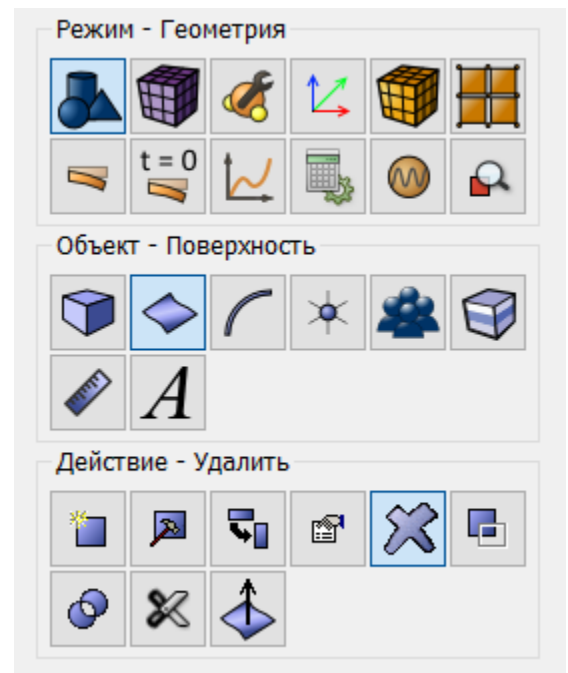 Режим - Геометрия
t = 0
Объект - Поверхность
A
Действие - Удалить